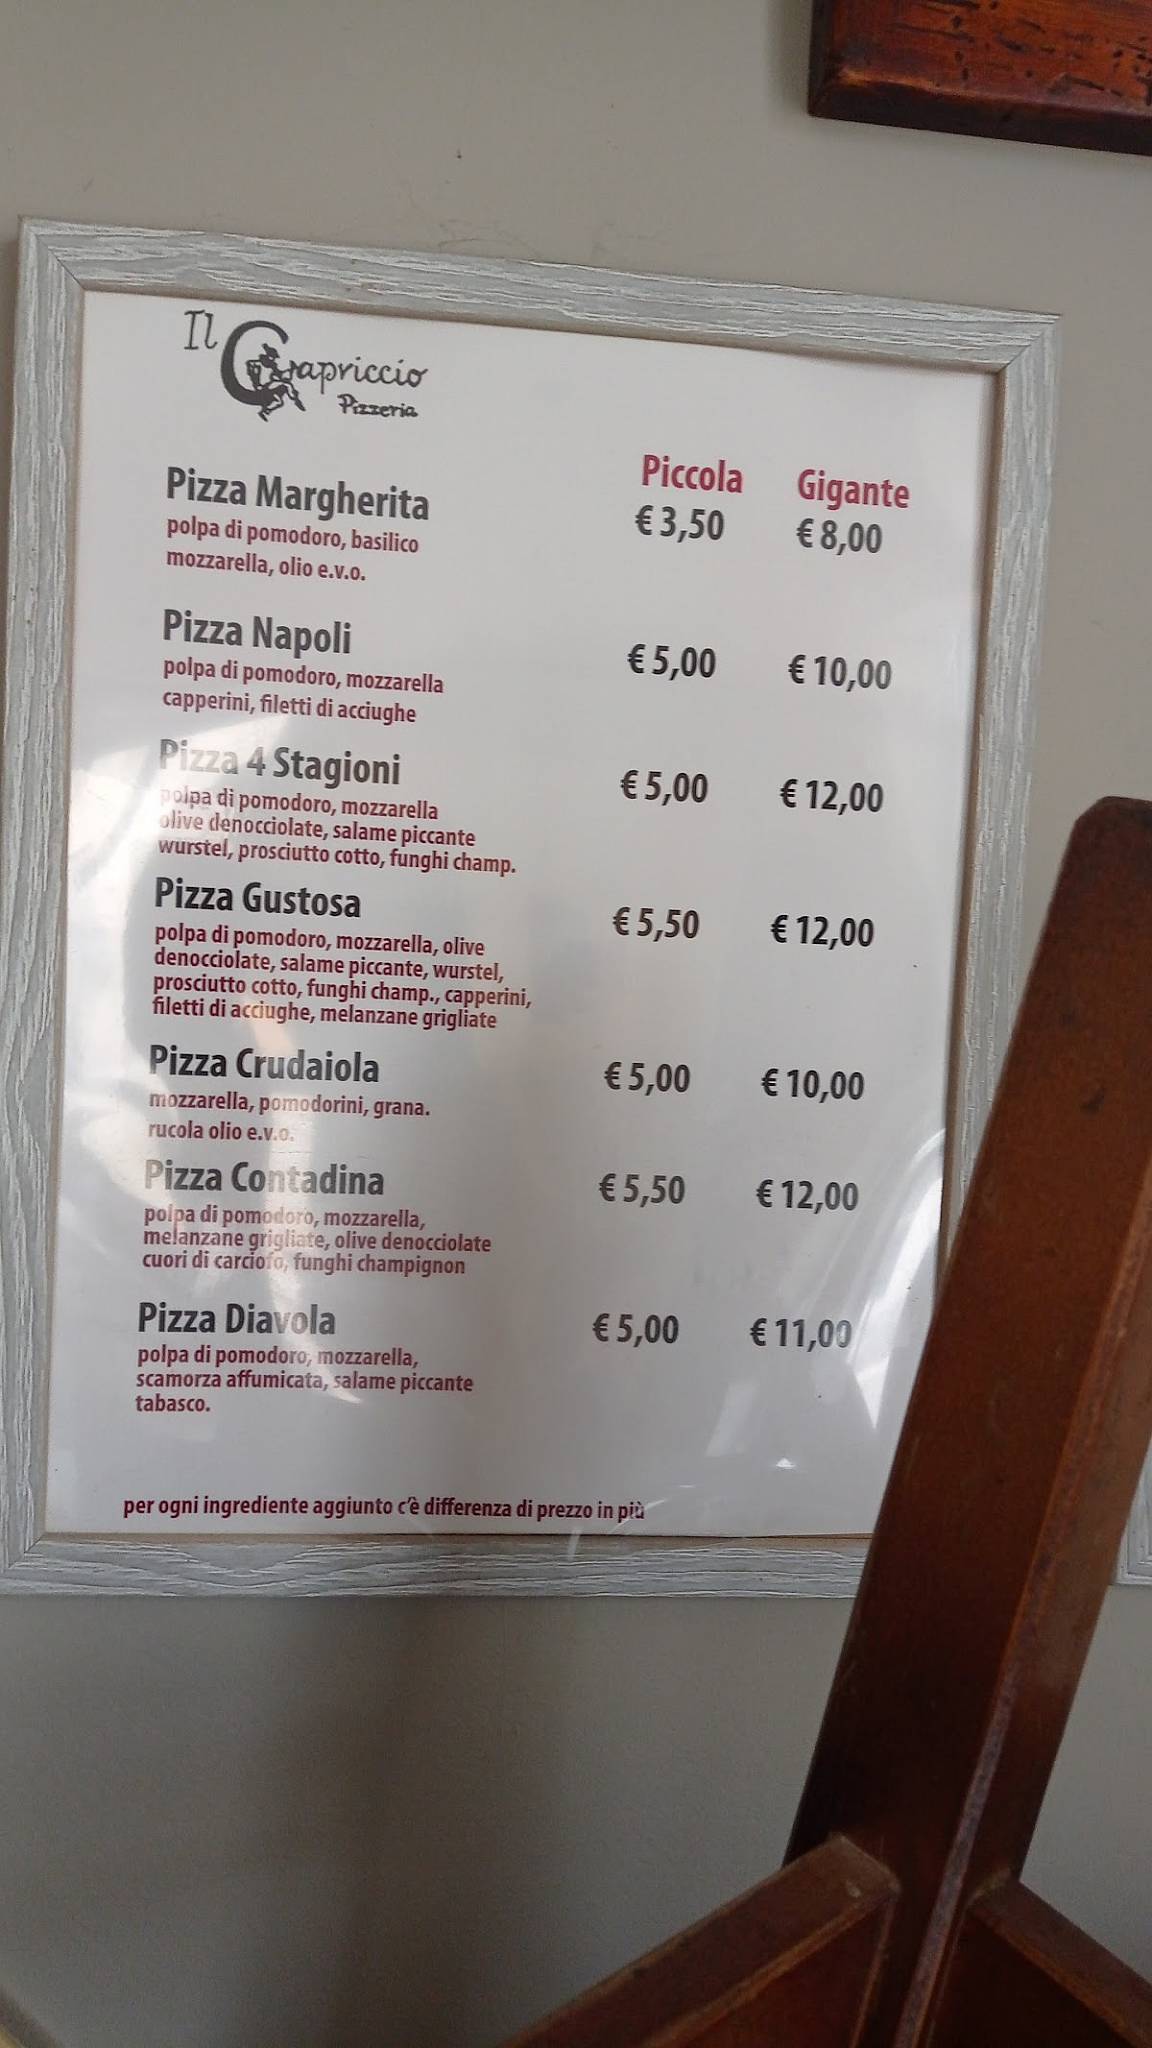 Il Capriccio
Pizzeria
Piccola Gigante
Pizza Margherita € 3,50 € 8,00
polpa di pomodoro, basilico
mozzarella, olio e.v.o.
Pizza Napoli € 5,00 € 10,00
polpa di pomodoro, mozzarella
capperini, filetti di acciughe
Pizza 4 Stagioni € 5,00 € 12,00
polpa di pomodoro, mozzarella
olive denocciolate, salame piccante
wurstel, prosciutto cotto, funghi champ.
Pizza Gustosa € 5,50 € 12,00
polpa di pomodoro, mozzarella, olive
denocciolate, salame piccante, wurstel,
prosciutto cotto, funghi champ., capperini,
filetti di acciughe, melanzane grigliate
Pizza Crudaiola € 5,00 € 10,00
mozzarella, pomodorini, grana.
rucola olio e.v.o.
Pizza Contadina € 5,50 € 12,00
polpa di pomodoro, mozzarella,
melanzane grigliate, olive denocciolate
cuori di carciofo, funghi champignon
Pizza Diavola € 5,00 € 11,00
polpa di pomodoro, mozzarella,
scamorza affumicata, salame piccante
tabasco.
per ogni ingrediente aggiunto c'è differenza di prezzo in più